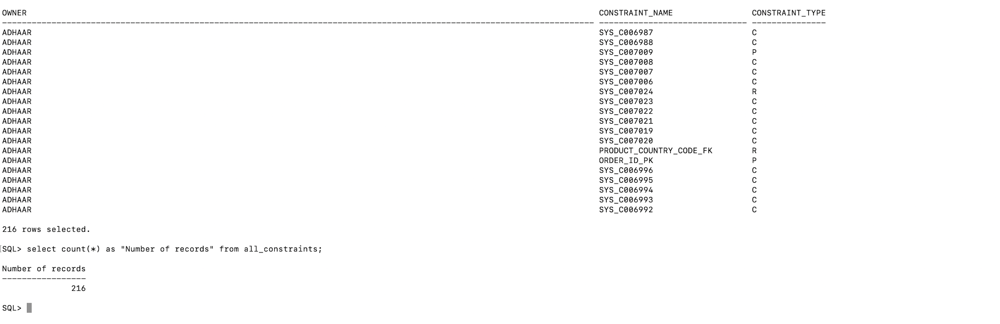 OWNER CONSTRAINT_NAME CONSTRAINT_TYPE
ADHAAR SYS_C006987 C
ADHAAR SYS_C006988 C
ADHAAR SYS_C007009 P
ADHAAR SYS_C007008 C
ADHAAR SYS_C007007 C
ADHAAR SYS_C007006 C
ADHAAR SYS_C007024 R
ADHAAR SYS_C007023 C
ADHAAR SYS_C007022 C
ADHAAR SYS_C007021 C
ADHAAR SYS_C007019 C
ADHAAR SYS_C007020 C
ADHAAR PRODUCT_COUNTRY_CODE_FK R
ADHAAR ORDER_ID_PK P
ADHAAR SYS_C006996 C
ADHAAR SYS_C006995 C
ADHAAR SYS_C006994 C
ADHAAR SYS_C006993 C
ADHAAR SYS_C006992 C
216 rows selected.
SQL> select count(*) as "Number of records" from all_constraints;
Number of records
-----------------
216
SQL>